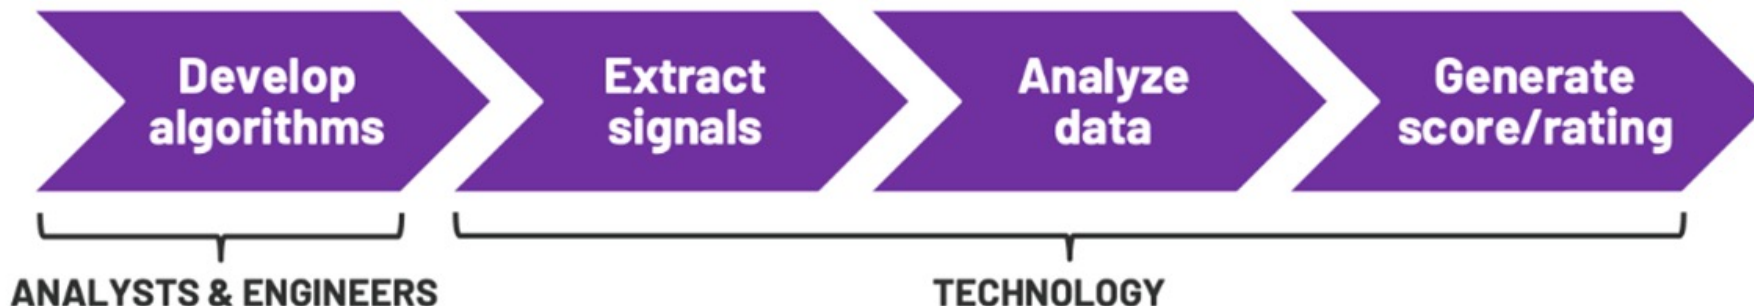 Develop
algorithms
Extract
signals
Analyze
data
Generate
score/rating
ANALYSTS & ENGINEERS
TECHNOLOGY